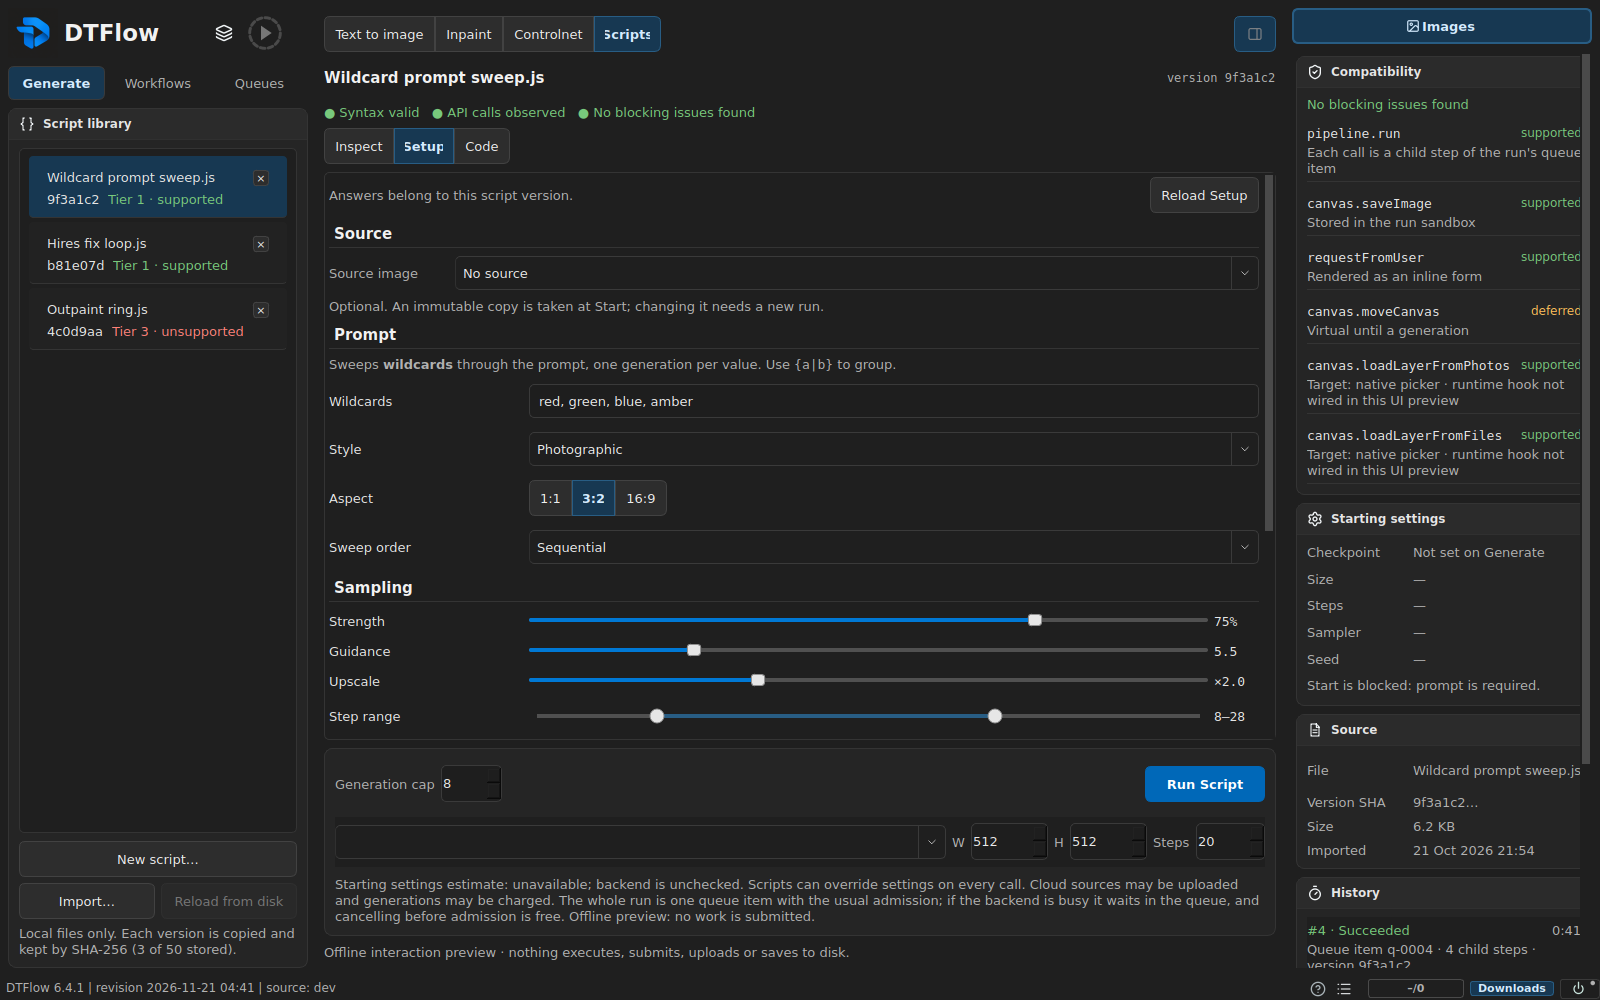 DTFlow
Generate
Workflows
Queues
Script library
Wildcard prompt sweep.js
9f3a1c2 Tier 1 · supported
Hires fix loop.js
b81e07d Tier 1 · supported
Outpaint ring.js
4c0d9aa Tier 3 · unsupported
New script...
Import...
Reload from disk
Local files only. Each version is copied and
kept by SHA-256 (3 of 50 stored).
Text to image
Inpaint
Controlnet
Scripts
Wildcard prompt sweep.js
version 9f3a1c2
Syntax valid
API calls observed
No blocking issues found
Inspect
Setup
Code
Answers belong to this script version.
Reload Setup
Source
Source image
No source
Optional. An immutable copy is taken at Start; changing it needs a new run.
Prompt
Sweeps wildcards through the prompt, one generation per value. Use {a|b} to group.
Wildcards
red, green, blue, amber
Style
Photographic
Aspect
1:1
3:2
16:9
Sweep order
Sequential
Sampling
Strength
75%
Guidance
5.5
Upscale
×2.0
Step range
8–28
Generation cap
8
Run Script
W
512
H
512
Steps
20
Starting settings estimate: unavailable; backend is unchecked. Scripts can override settings on every call. Cloud sources may be uploaded
and generations may be charged. The whole run is one queue item with the usual admission; if the backend is busy it waits in the queue, and
cancelling before admission is free. Offline preview: no work is submitted.
Offline interaction preview · nothing executes, submits, uploads or saves to disk.
Images
Compatibility
No blocking issues found
pipeline.run
supported
Each call is a child step of the run's queue
item
canvas.saveImage
supported
Stored in the run sandbox
requestFromUser
supported
Rendered as an inline form
canvas.moveCanvas
deferred
Virtual until a generation
canvas.loadLayerFromPhotos
supported
Target: native picker · runtime hook not
wired in this UI preview
canvas.loadLayerFromFiles
supported
Target: native picker · runtime hook not
wired in this UI preview
Starting settings
Checkpoint
Not set on Generate
Size
—
Steps
—
Sampler
—
Seed
—
Start is blocked: prompt is required.
Source
File
Wildcard prompt sweep.js
Version SHA
9f3a1c2...
Size
6.2 KB
Imported
21 Oct 2026 21:54
History
#4 · Succeeded
0:41
Queue item q-0004 · 4 child steps ·
version 9f3a1c2
DTFlow 6.4.1 | revision 2026-11-21 04:41 | source: dev
-/0
Downloads